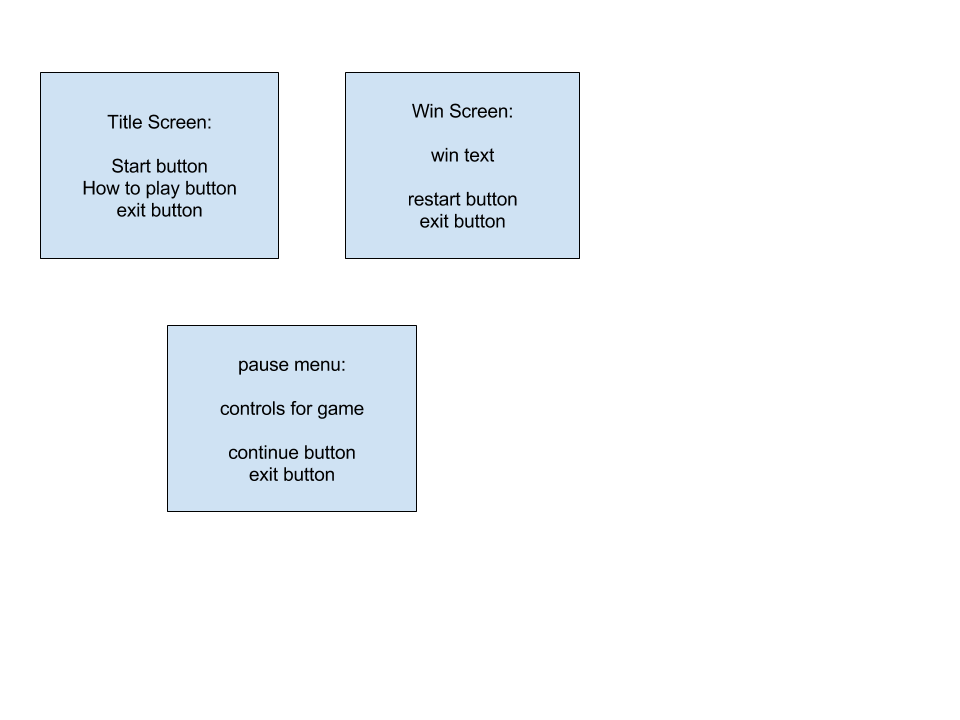 Title Screen:
Start button
How to play button
exit button
Win Screen:
win text
restart button
exit button
pause menu:
controls for game
continue button
exit button